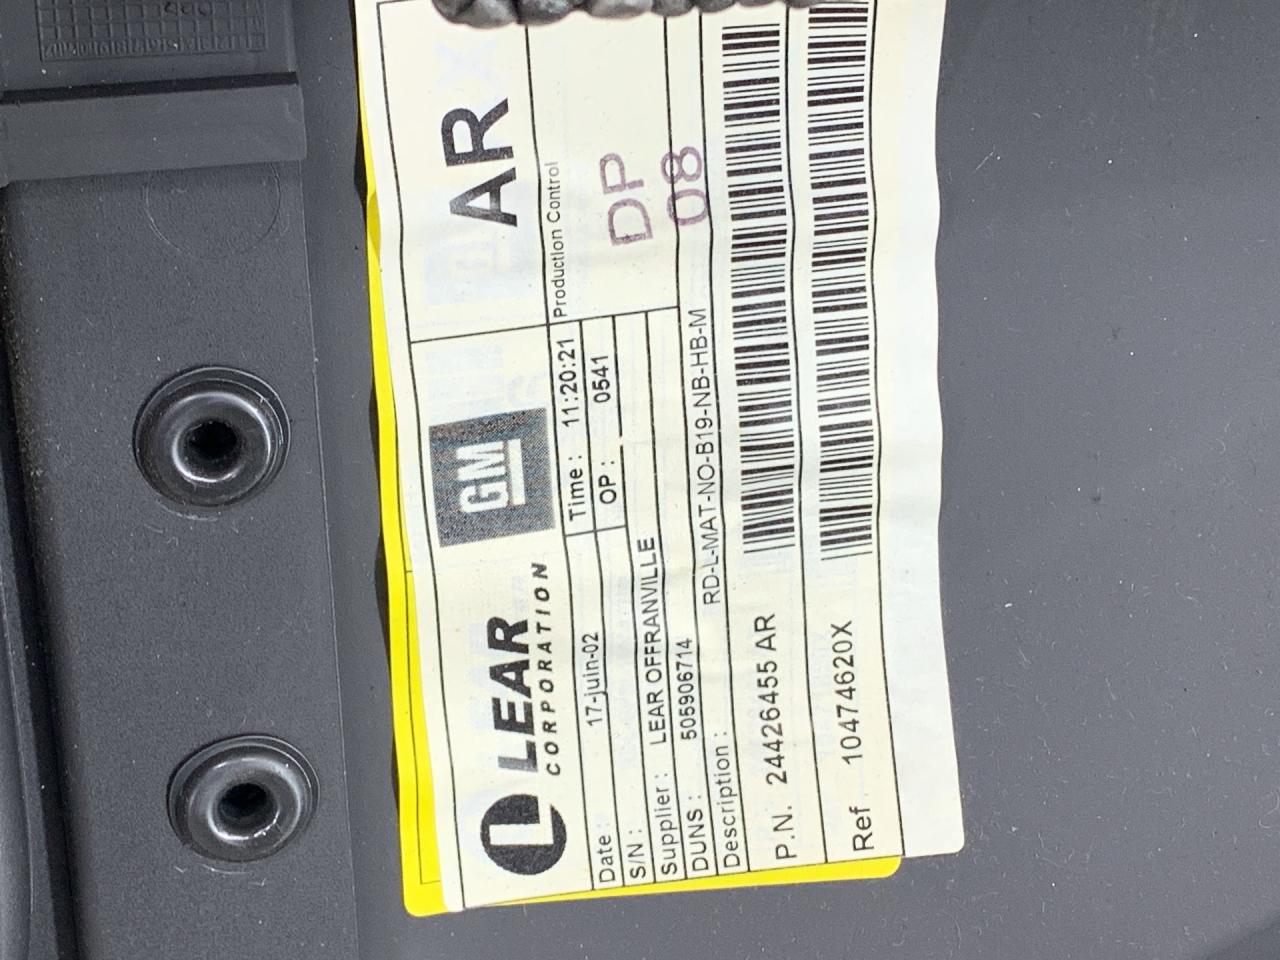 LEAR
CORPORATION
GM
AR
Date : 17-juin-02
Time : 11:20:21
Production Control
OP : 0541
DP
08
S/N :
Supplier : LEAR OFFRANVILLE
DUNS : 505906714
Description : RD-L-MAT-NO-B19-NB-HB-M
P.N. 24426455 AR
Ref 10474620X